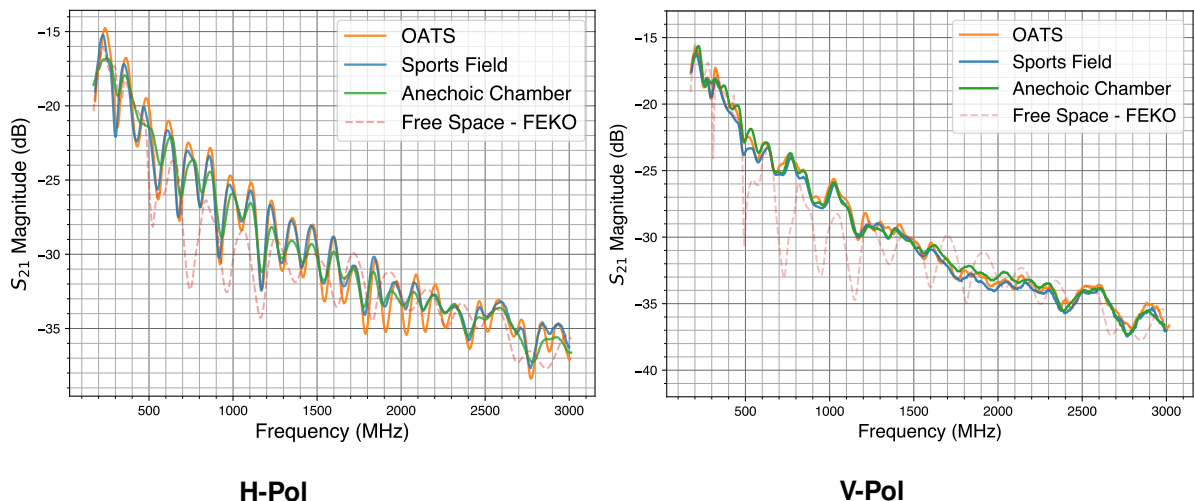 OATS
Sports Field
Anechoic Chamber
Free Space - FEKO
−15
−20
−25
−30
−35
S21 Magnitude (dB)
500 1000 1500 2000 2500 3000
Frequency (MHz)
H-Pol
OATS
Sports Field
Anechoic Chamber
Free Space - FEKO
−15
−20
−25
−30
−35
−40
S21 Magnitude (dB)
500 1000 1500 2000 2500 3000
Frequency (MHz)
V-Pol